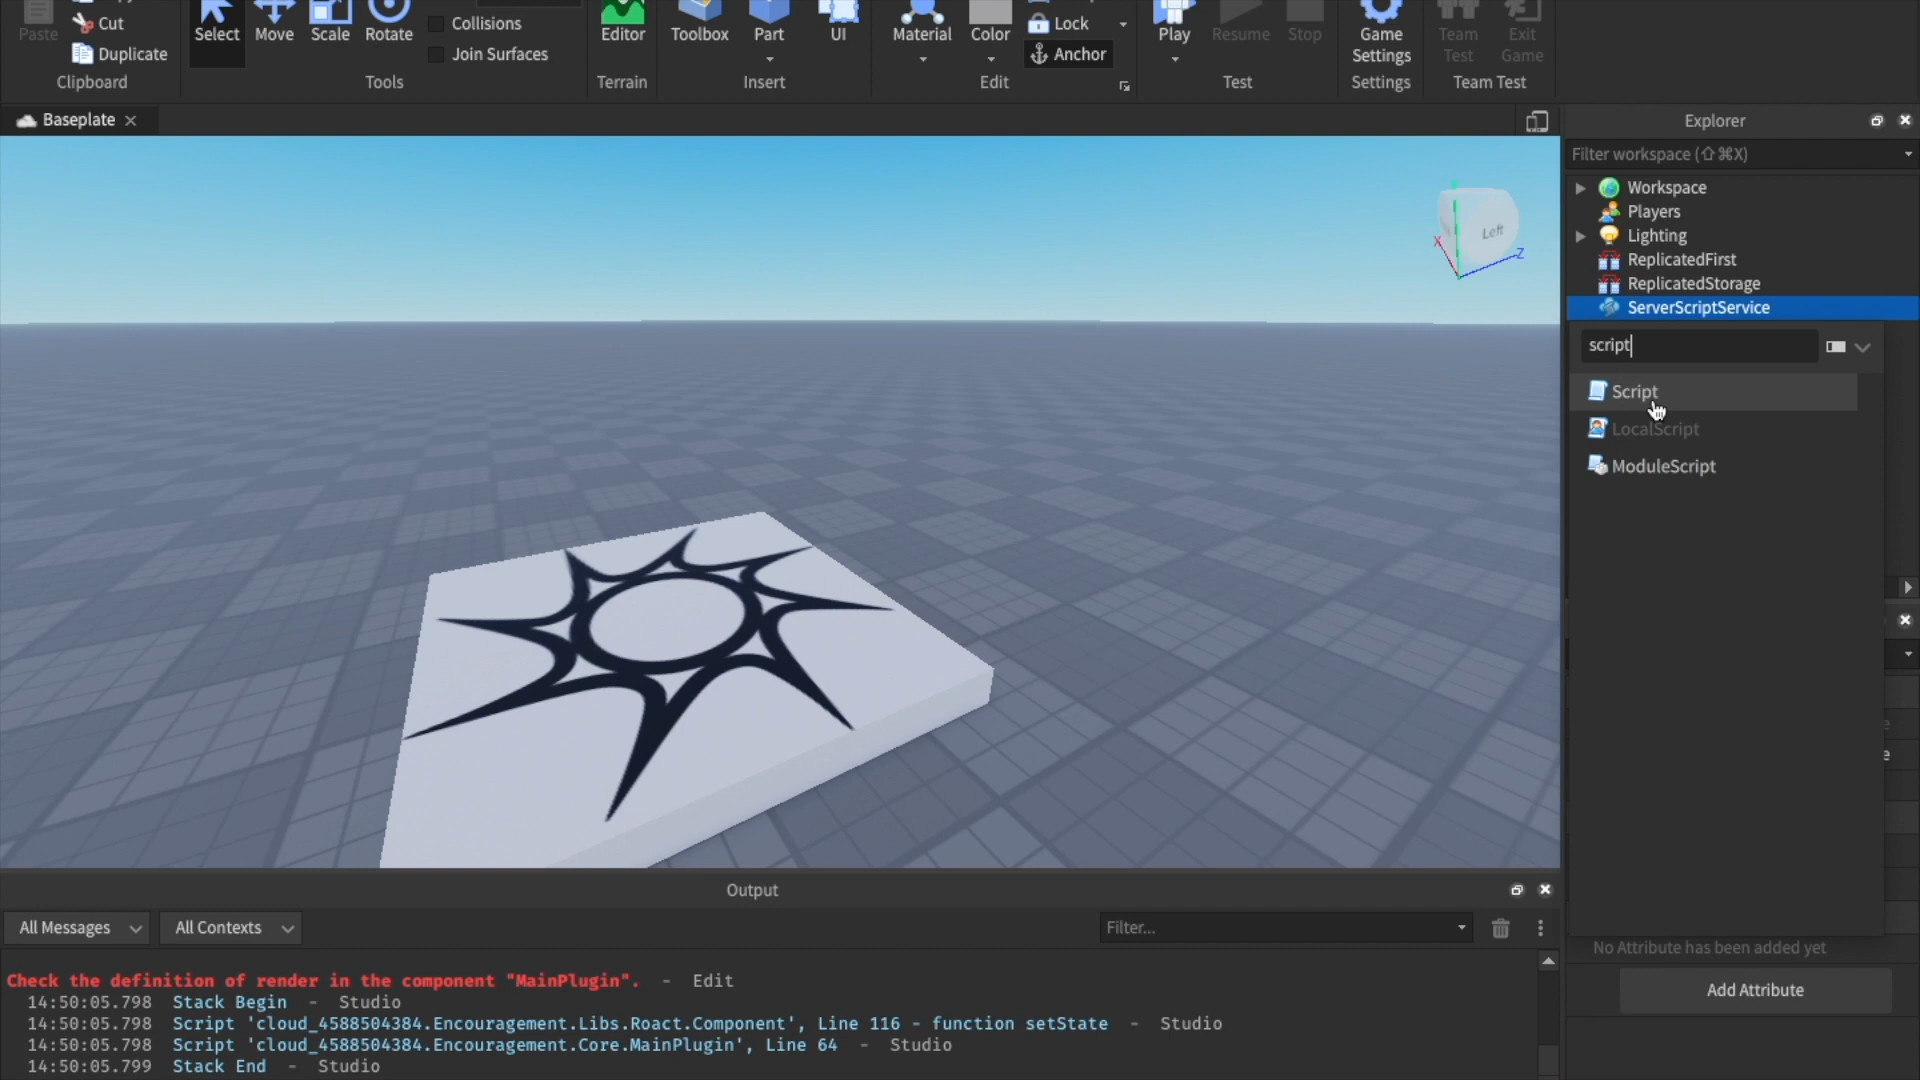 Paste
Cut
Duplicate
Clipboard
Select
Move
Scale
Rotate
Collisions
Join Surfaces
Tools
Editor
Terrain
Toolbox
Part
UI
Insert
Material
Color
Lock
Anchor
Edit
Play
Resume
Stop
Test
Game
Settings
Settings
Team
Test
Exit
Game
Team Test
Baseplate
Explorer
Filter workspace (⇧⌘X)
Workspace
Players
Lighting
ReplicatedFirst
ReplicatedStorage
ServerScriptService
script
Script
LocalScript
ModuleScript
Left
X
Z
Output
All Messages
All Contexts
Filter...
Check the definition of render in the component "MainPlugin". - Edit
14:50:05.798 Stack Begin - Studio
14:50:05.798 Script 'cloud_4588504384.Encouragement.Libs.Roact.Component', Line 116 - function setState - Studio
14:50:05.798 Script 'cloud_4588504384.Encouragement.Core.MainPlugin', Line 64 - Studio
14:50:05.799 Stack End - Studio
No Attribute has been added yet
Add Attribute